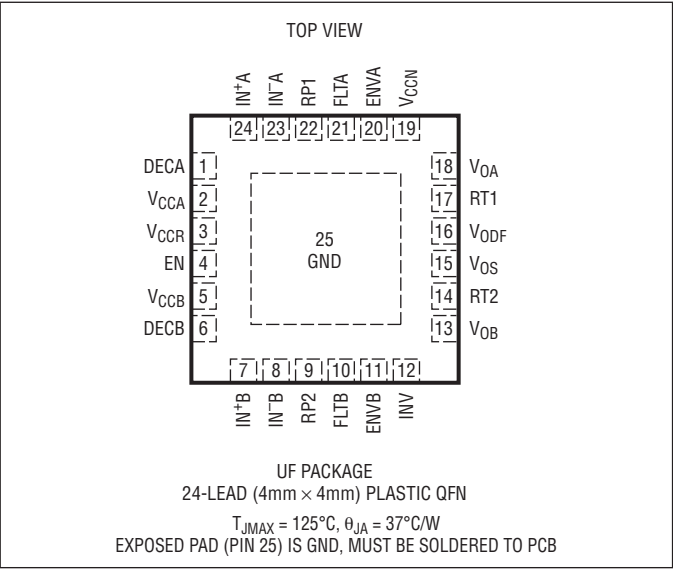 TOP VIEW
IN+A IN–A RP1 FLTA ENVA VCCN
24 23 22 21 20 19
DECA 1
VCCA 2
VCCR 3
EN 4
VCCB 5
DECB 6
25
GND
18 VOA
17 RT1
16 VODF
15 VOS
14 RT2
13 VOB
7 8 9 10 11 12
IN+B IN–B RP2 FLTB ENVB INV
UF PACKAGE
24-LEAD (4mm × 4mm) PLASTIC QFN
TJMAX = 125°C, θJA = 37°C/W
EXPOSED PAD (PIN 25) IS GND, MUST BE SOLDERED TO PCB